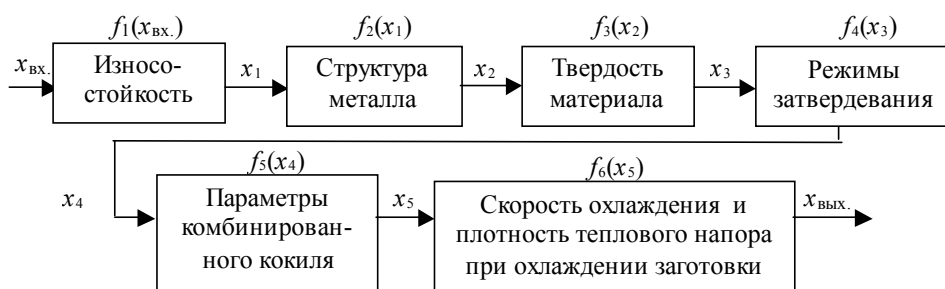 f1(xвх.) f2(x1) f3(x2) f4(x3)
xвх. Износо-
стойкость
x1 Структура
металла
x2 Твердость
материала
x3 Режимы
затвердевания
f5(x4) f6(x5)
x4 Параметры
комбинирован-
ного кокиля
x5 Скорость охлаждения и
плотность теплового напора
при охлаждении заготовки
xвых.